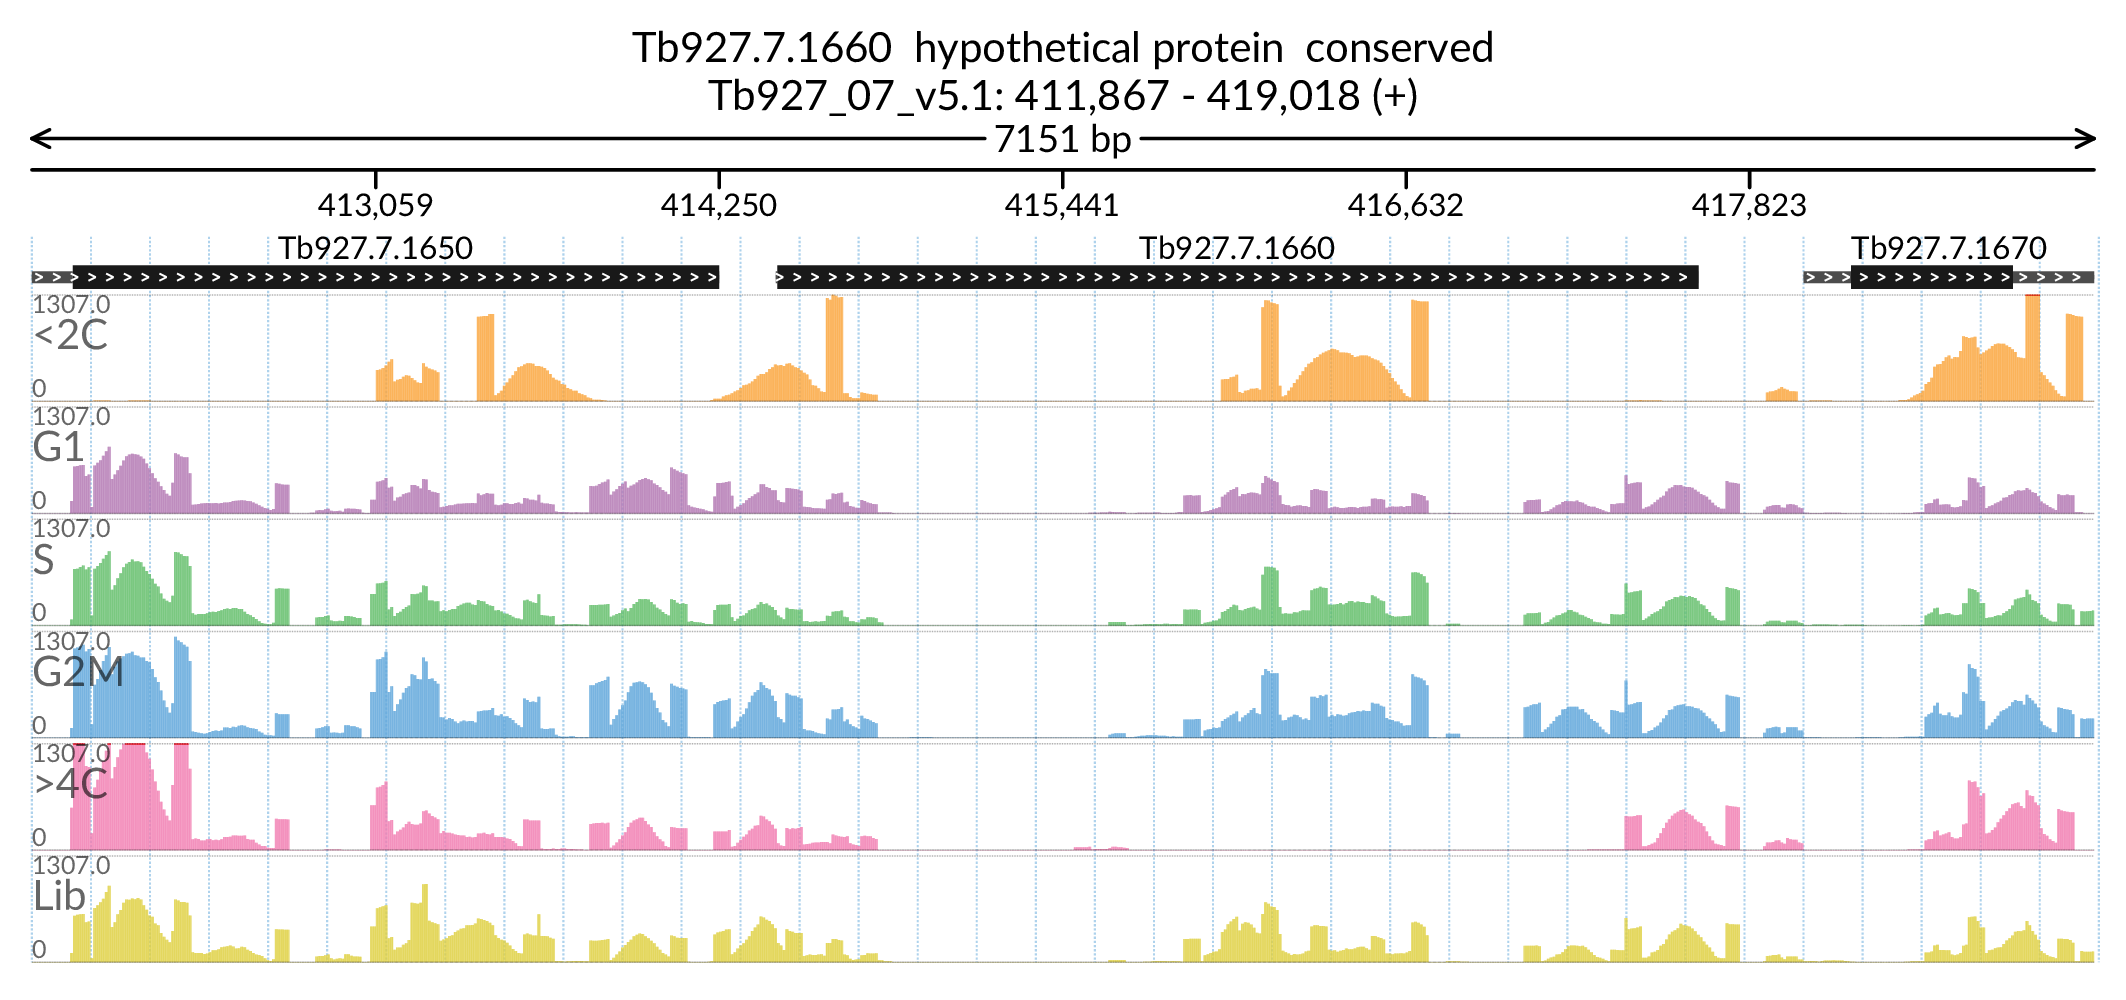 Tb927.7.1660 hypothetical protein conserved
Tb927_07_v5.1: 411,867 - 419,018 (+)
7151 bp
413,059 414,250 415,441 416,632 417,823
Tb927.7.1650 Tb927.7.1660 Tb927.7.1670
1307.0
<2C
0
1307.0
G1
0
1307.0
S
0
1307.0
G2M
0
1307.0
>4C
0
1307.0
Lib
0